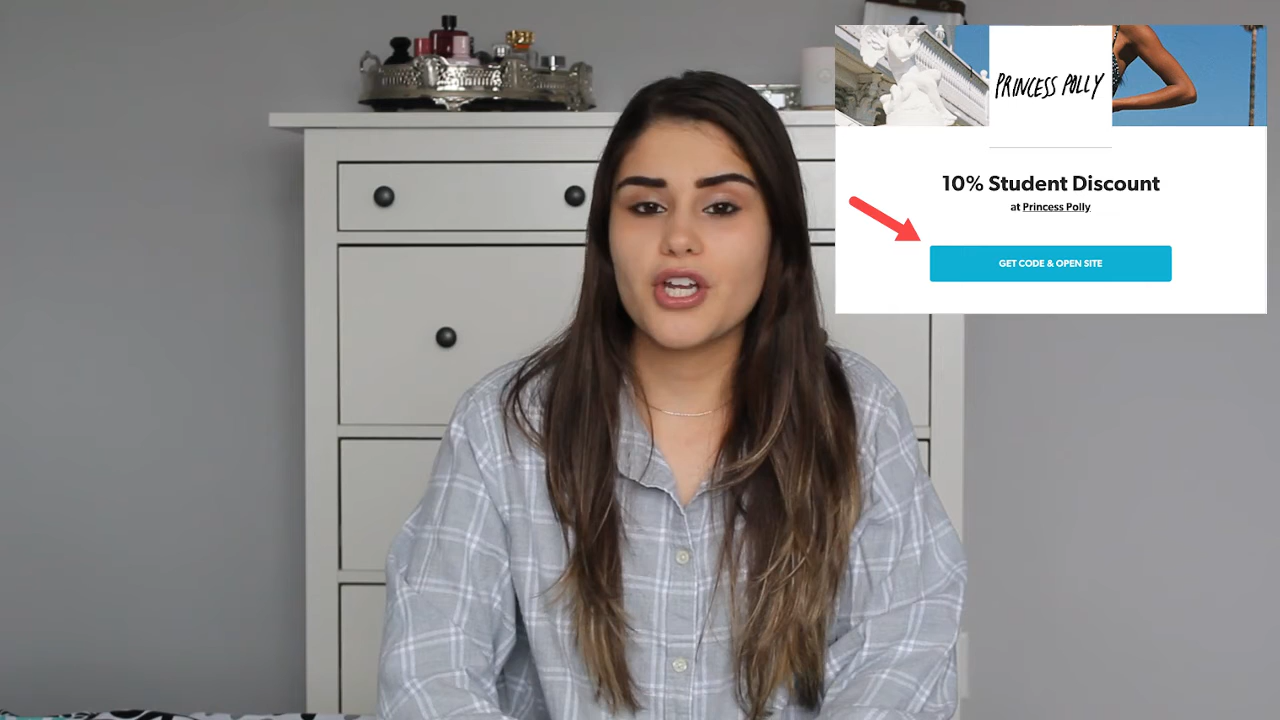 PRINCESS POLLY
10% Student Discount
at Princess Polly
GET CODE & OPEN SITE